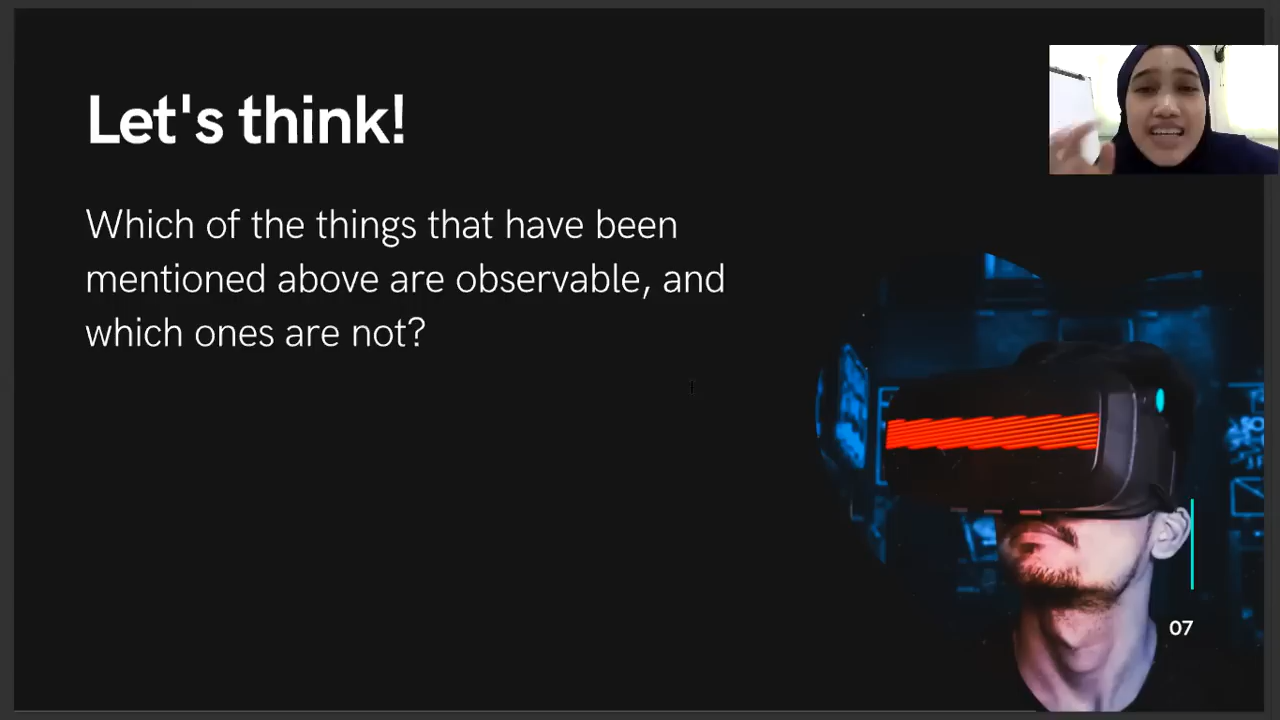 Let's think!
Which of the things that have been
mentioned above are observable, and
which ones are not?
07